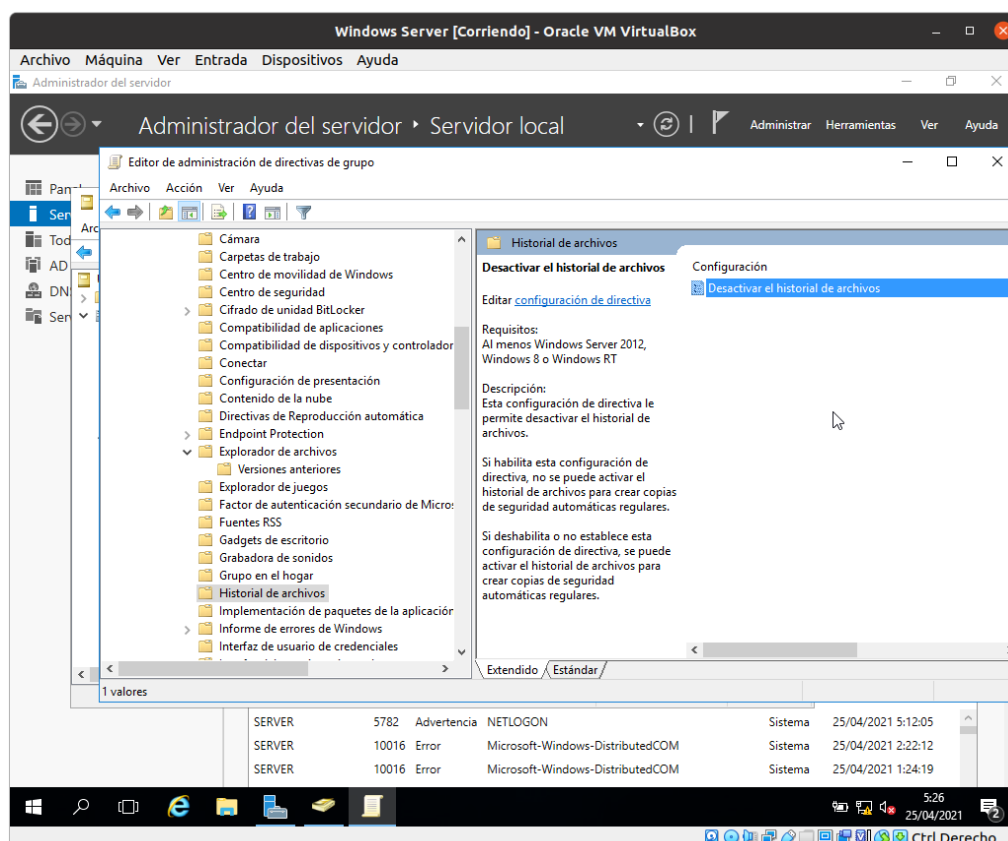 Windows Server [Corriendo] - Oracle VM VirtualBox
Archivo Máquina Ver Entrada Dispositivos Ayuda
Administrador del servidor
Administrador del servidor Servidor local
Administrar Herramientas Ver Ayuda
Editor de administración de directivas de grupo
Archivo Acción Ver Ayuda
Cámara
Carpetas de trabajo
Centro de movilidad de Windows
Centro de seguridad
Cifrado de unidad BitLocker
Compatibilidad de aplicaciones
Compatibilidad de dispositivos y controlador
Conectar
Configuración de presentación
Contenido de la nube
Directivas de Reproducción automática
Endpoint Protection
Explorador de archivos
Versiones anteriores
Explorador de juegos
Factor de autenticación secundario de Micro
Fuentes RSS
Gadgets de escritorio
Grabadora de sonidos
Grupo en el hogar
Historial de archivos
Implementación de paquetes de la aplicación
Informe de errores de Windows
Interfaz de usuario de credenciales
Historial de archivos
Desactivar el historial de archivos
Editar configuración de directiva
Requisitos:
Al menos Windows Server 2012,
Windows 8 o Windows RT
Descripción:
Esta configuración de directiva le
permite desactivar el historial de
archivos.
Si habilita esta configuración de
directiva, no se puede activar el
historial de archivos para crear copias
de seguridad automáticas regulares.
Si deshabilita o no establece esta
configuración de directiva, se puede
activar el historial de archivos para
crear copias de seguridad
automáticas regulares.
Configuración
Desactivar el historial de archivos
Extendido Estándar
1 valores
Pan
Ser
Tod
AD
DN
Ser
Arc
SERVER 5782 Advertencia NETLOGON Sistema 25/04/2021 5:12:05
SERVER 10016 Error Microsoft-Windows-DistributedCOM Sistema 25/04/2021 2:22:12
SERVER 10016 Error Microsoft-Windows-DistributedCOM Sistema 25/04/2021 1:24:19
5:26
25/04/2021
2
Ctrl Derecho